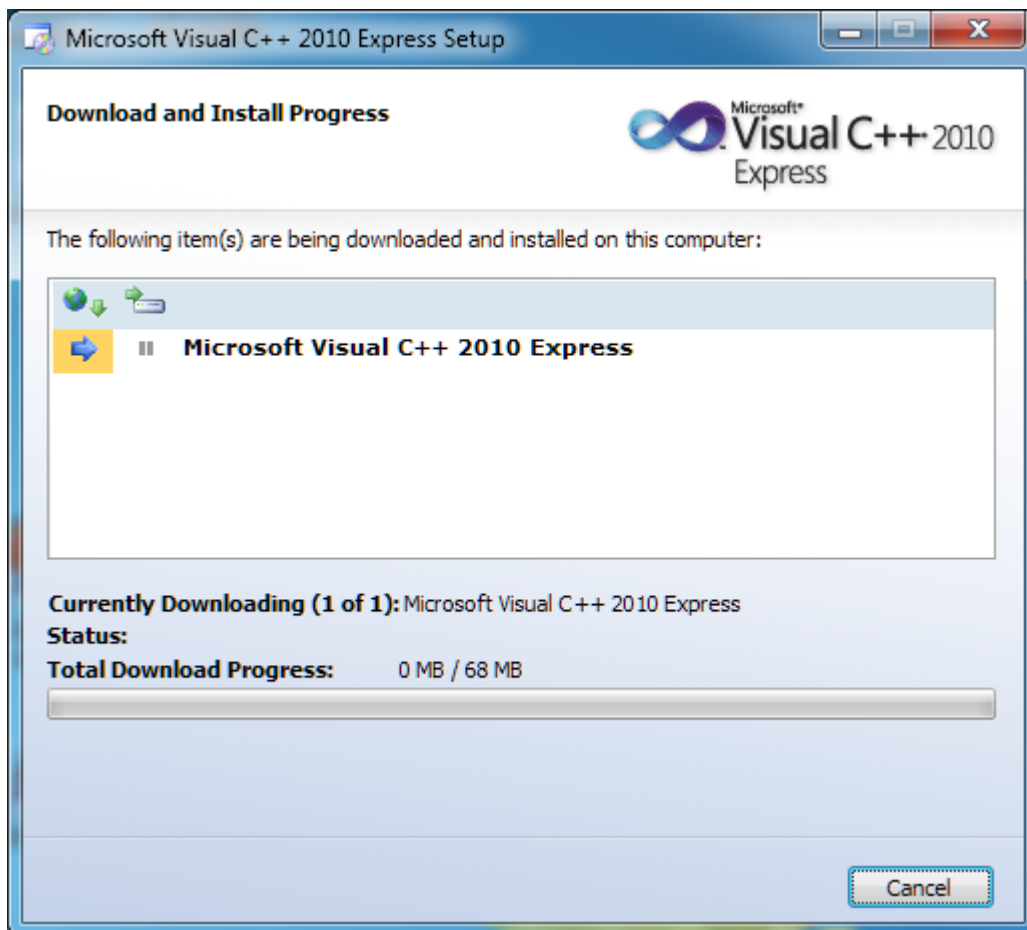 Microsoft Visual C++ 2010 Express Setup
Download and Install Progress
Microsoft®
Visual C++ 2010
Express
The following item(s) are being downloaded and installed on this computer:
Microsoft Visual C++ 2010 Express
Currently Downloading (1 of 1): Microsoft Visual C++ 2010 Express
Status:
Total Download Progress: 0 MB / 68 MB
Cancel